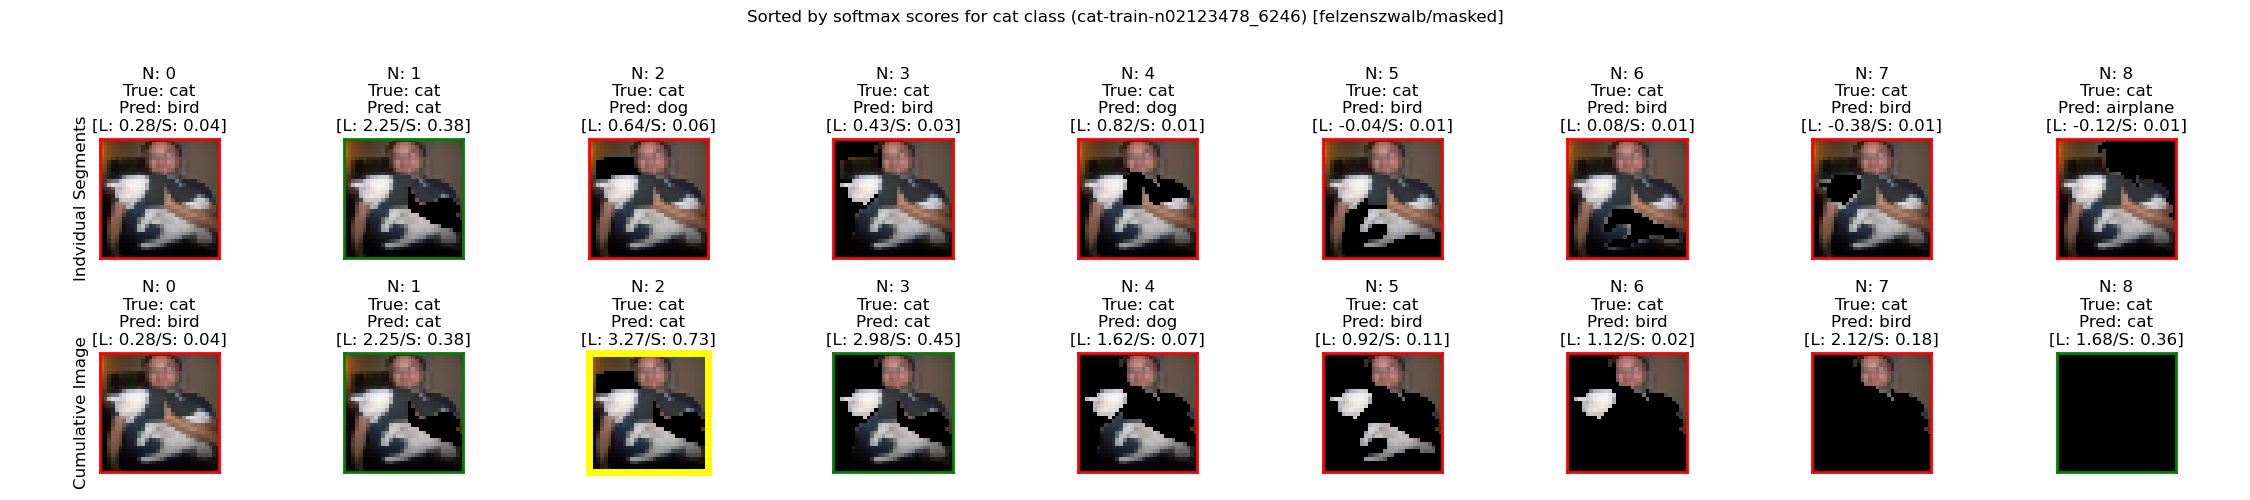 Sorted by softmax scores for cat class (cat-train-n02123478_6246) [felzenszwalb/masked]
Indvidual Segments
N: 0
True: cat
Pred: bird
[L: 0.28/S: 0.04]
N: 1
True: cat
Pred: cat
[L: 2.25/S: 0.38]
N: 2
True: cat
Pred: dog
[L: 0.64/S: 0.06]
N: 3
True: cat
Pred: bird
[L: 0.43/S: 0.03]
N: 4
True: cat
Pred: dog
[L: 0.82/S: 0.01]
N: 5
True: cat
Pred: bird
[L: -0.04/S: 0.01]
N: 6
True: cat
Pred: bird
[L: 0.08/S: 0.01]
N: 7
True: cat
Pred: bird
[L: -0.38/S: 0.01]
N: 8
True: cat
Pred: airplane
[L: -0.12/S: 0.01]
Cumulative Image
N: 0
True: cat
Pred: bird
[L: 0.28/S: 0.04]
N: 1
True: cat
Pred: cat
[L: 2.25/S: 0.38]
N: 2
True: cat
Pred: cat
[L: 3.27/S: 0.73]
N: 3
True: cat
Pred: cat
[L: 2.98/S: 0.45]
N: 4
True: cat
Pred: dog
[L: 1.62/S: 0.07]
N: 5
True: cat
Pred: bird
[L: 0.92/S: 0.11]
N: 6
True: cat
Pred: bird
[L: 1.12/S: 0.02]
N: 7
True: cat
Pred: bird
[L: 2.12/S: 0.18]
N: 8
True: cat
Pred: cat
[L: 1.68/S: 0.36]